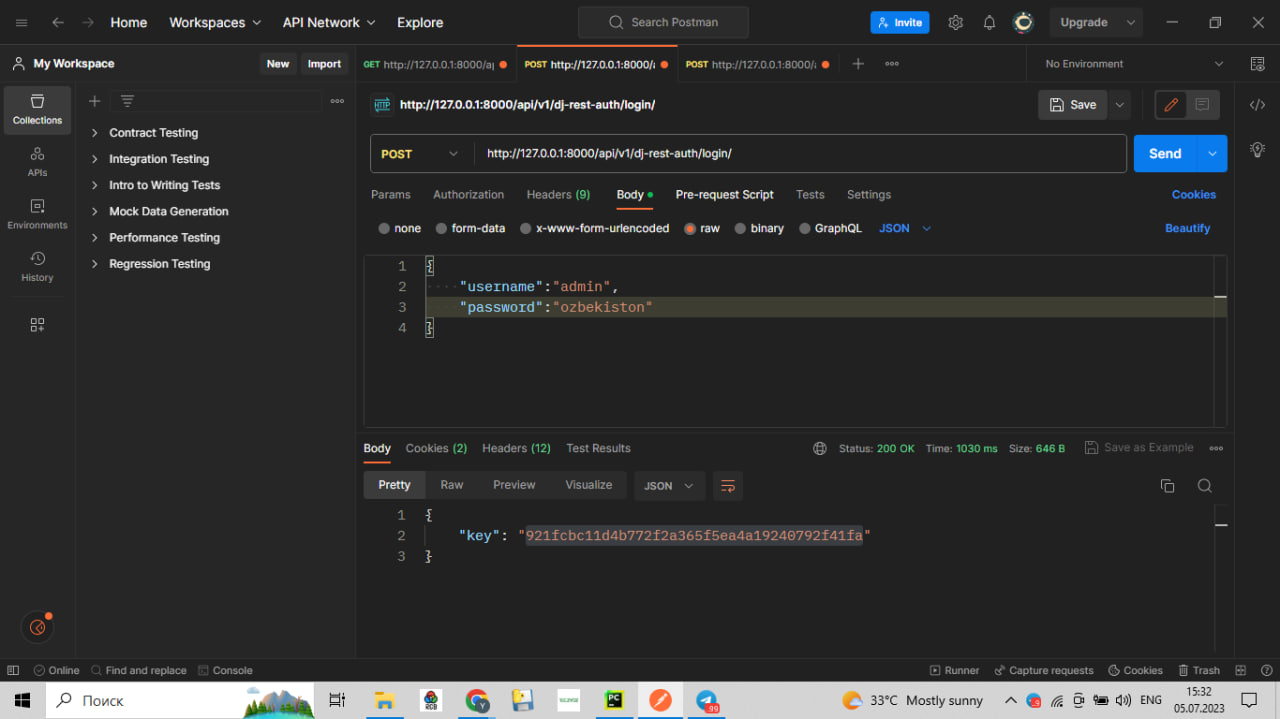 Home Workspaces API Network Explore Search Postman Invite Upgrade
My Workspace New Import GET http://127.0.0.1:8000/a POST http://127.0.0.1:8000/a POST http://127.0.0.1:8000/a No Environment
Collections
APIs
Environments
History
Contract Testing
Integration Testing
Intro to Writing Tests
Mock Data Generation
Performance Testing
Regression Testing
HTTP http://127.0.0.1:8000/api/v1/dj-rest-auth/login/ Save
POST http://127.0.0.1:8000/api/v1/dj-rest-auth/login/ Send
Params Authorization Headers (9) Body Pre-request Script Tests Settings Cookies
none form-data x-www-form-urlencoded raw binary GraphQL JSON Beautify
1 {
2 "username":"admin",
3 "password":"ozbekiston"
4 }
Body Cookies (2) Headers (12) Test Results Status: 200 OK Time: 1030 ms Size: 646 B Save as Example
Pretty Raw Preview Visualize JSON
1 {
2 "key": "921fcbc11d4b772f2a365f5ea4a19240792f41fa"
3 }
Online Find and replace Console Runner Capture requests Cookies Trash
Поиск PC 99 33°C Mostly sunny ENG 15:32
05.07.2023